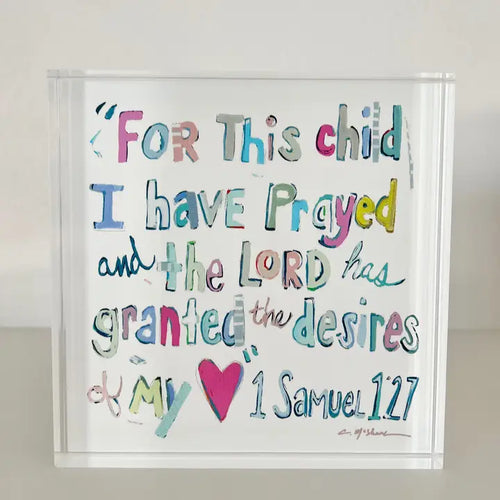 "FOR THis child
I havE Prayed
and the LORD has
granted the desires
of MY ♥" 1 Samuel 1:27